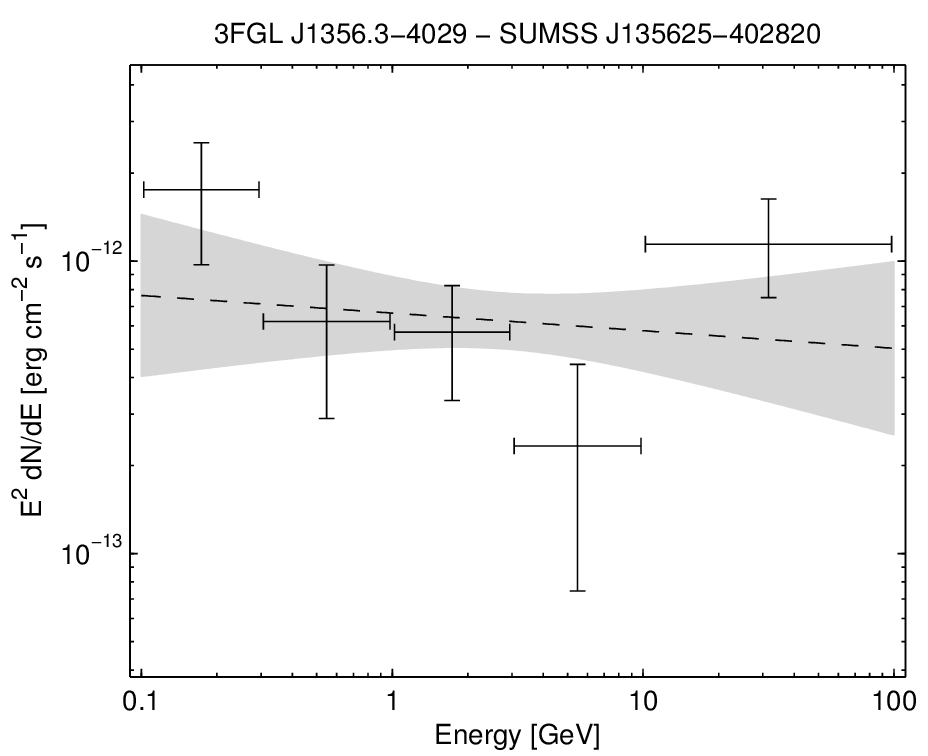 3FGL J1356.3−4029 − SUMSS J135625−402820
E² dN/dE [erg cm⁻² s⁻¹]
10⁻¹²
10⁻¹³
0.1 1 10 100
Energy [GeV]